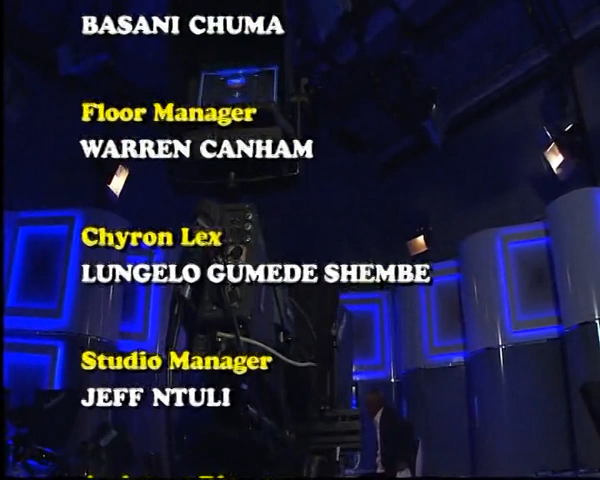 BASANI CHUMA
Floor Manager
WARREN CANHAM
Chyron Lex
LUNGELO GUMEDE SHEMBE
Studio Manager
JEFF NTULI